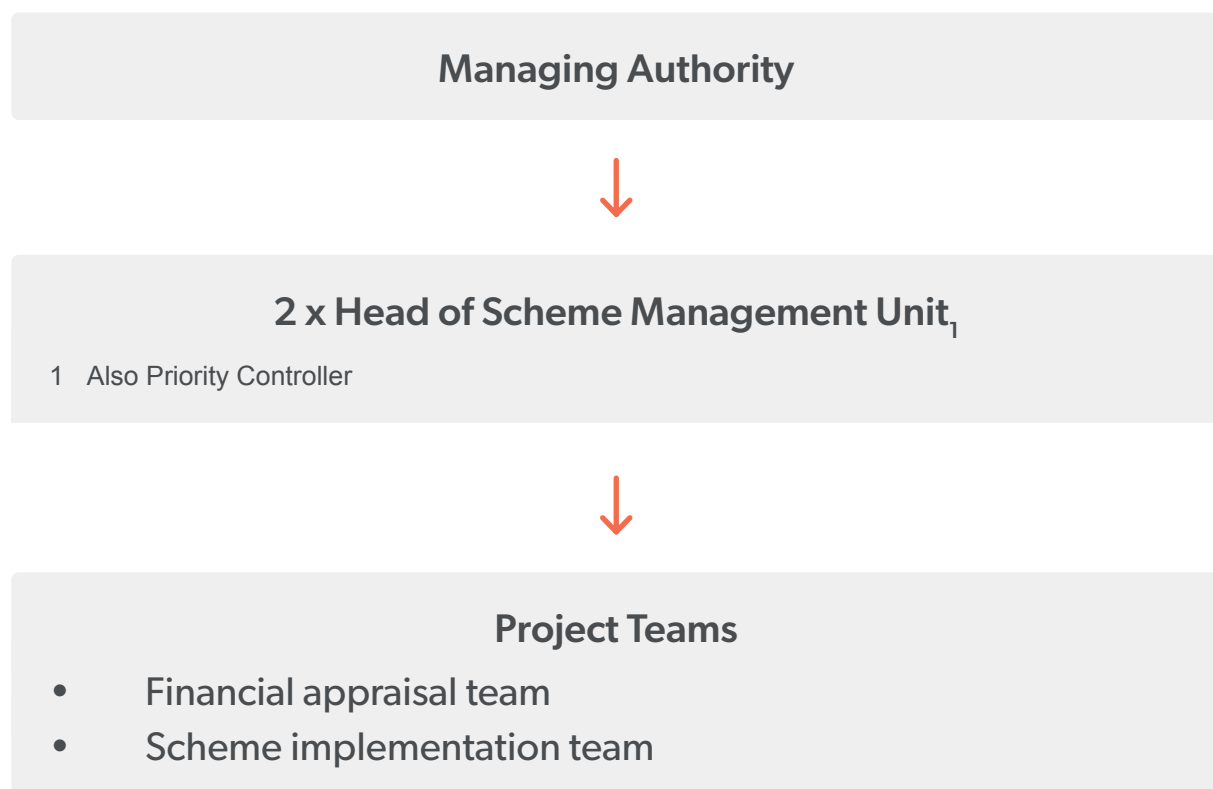 Managing Authority
2 x Head of Scheme Management Unit1
1 Also Priority Controller
Project Teams
• Financial appraisal team
• Scheme implementation team